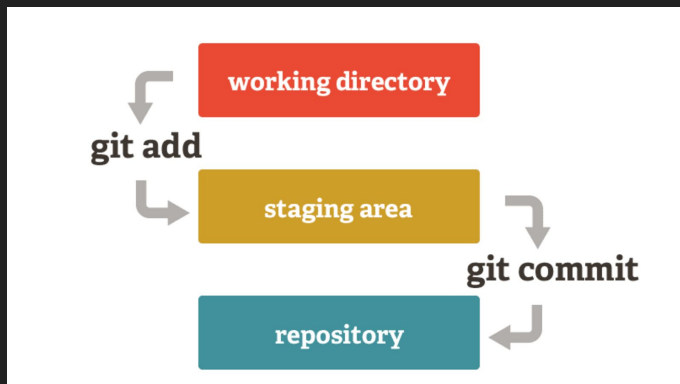 working directory
git add
staging area
git commit
repository